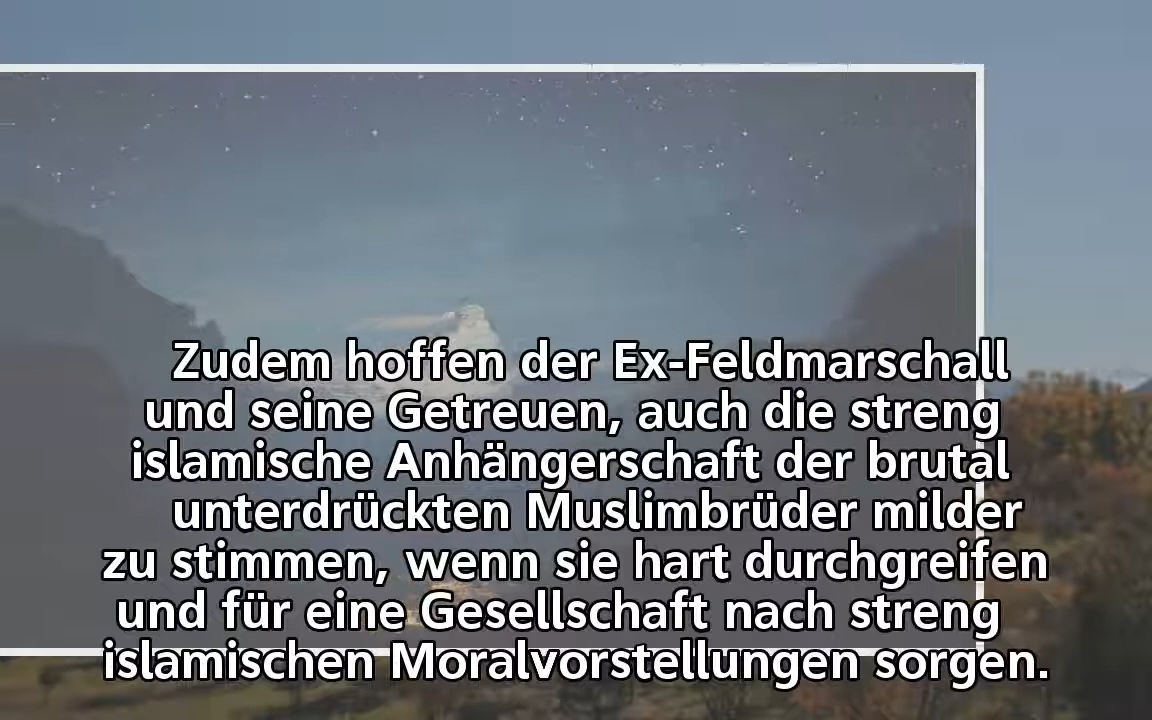 Zudem hoffen der Ex-Feldmarschall
und seine Getreuen, auch die streng
islamische Anhängerschaft der brutal
unterdrückten Muslimbrüder milder
zu stimmen, wenn sie hart durchgreifen
und für eine Gesellschaft nach streng
islamischen Moralvorstellungen sorgen.